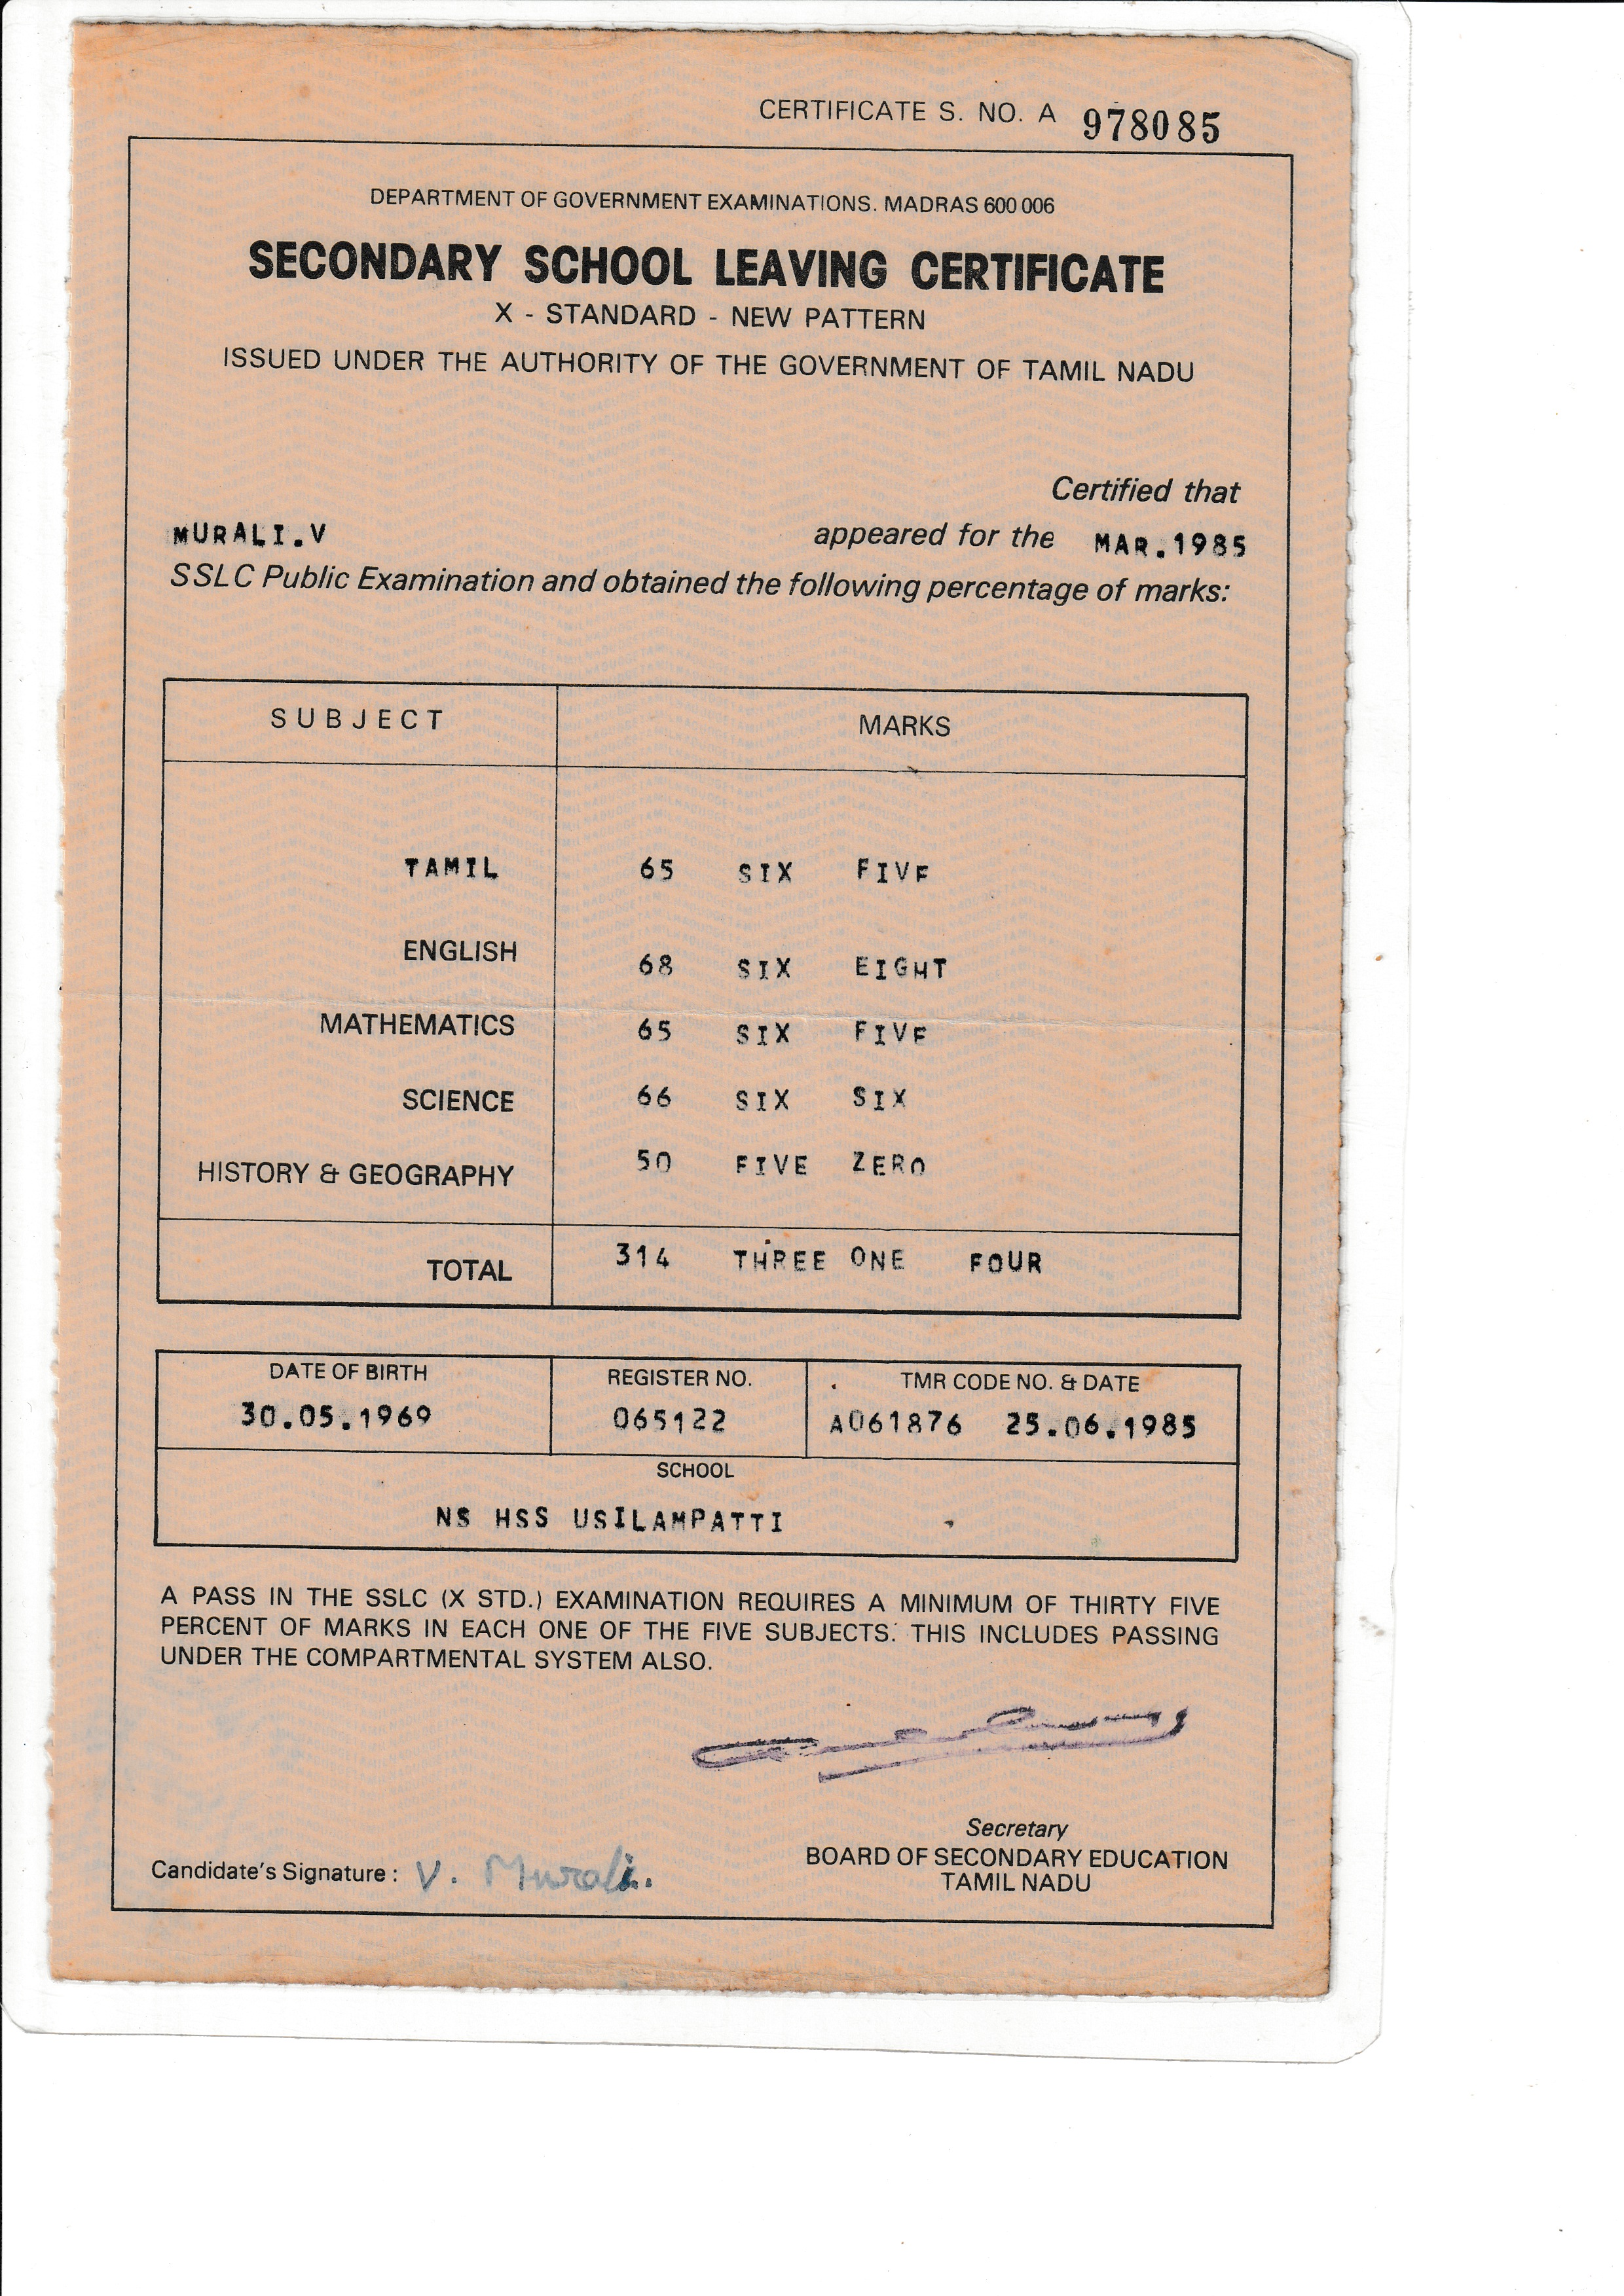 CERTIFICATE S. NO. A 978085
DEPARTMENT OF GOVERNMENT EXAMINATIONS. MADRAS 600 006
SECONDARY SCHOOL LEAVING CERTIFICATE
X - STANDARD - NEW PATTERN
ISSUED UNDER THE AUTHORITY OF THE GOVERNMENT OF TAMIL NADU
Certified that
MURALI.V appeared for the MAR.1985
SSLC Public Examination and obtained the following percentage of marks:
SUBJECT MARKS
TAMIL 65 SIX FIVE
ENGLISH 68 SIX EIGHT
MATHEMATICS 65 SIX FIVE
SCIENCE 66 SIX SIX
HISTORY & GEOGRAPHY 50 FIVE ZERO
TOTAL 314 THREE ONE FOUR
DATE OF BIRTH REGISTER NO. TMR CODE NO. & DATE
30.05.1969 065122 A061876 25.06.1985
SCHOOL
NS HSS USILAMPATTI
A PASS IN THE SSLC (X STD.) EXAMINATION REQUIRES A MINIMUM OF THIRTY FIVE
PERCENT OF MARKS IN EACH ONE OF THE FIVE SUBJECTS. THIS INCLUDES PASSING
UNDER THE COMPARTMENTAL SYSTEM ALSO.
Secretary
BOARD OF SECONDARY EDUCATION
TAMIL NADU
Candidate's Signature : V. Murali.